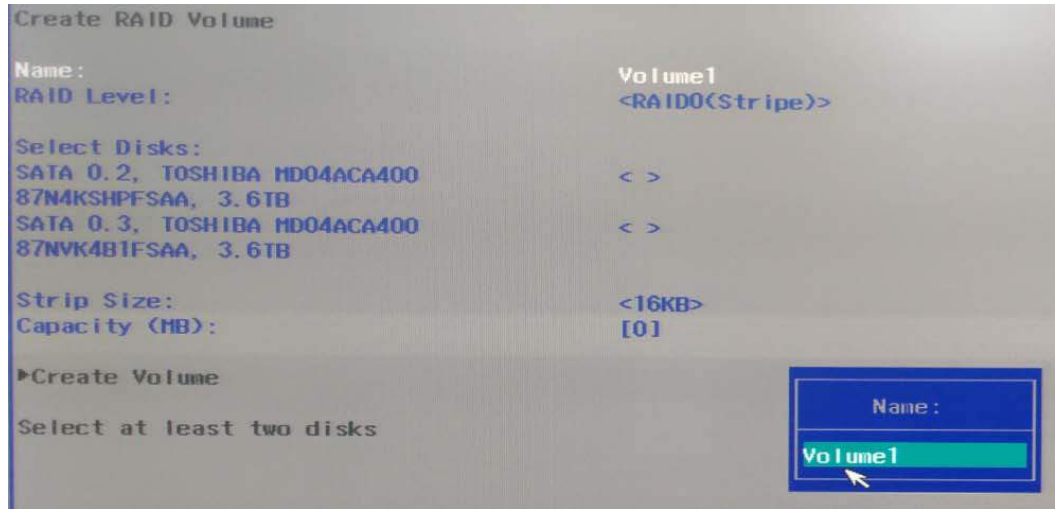 Create RAID Volume
Name: Volume1
RAID Level: <RAID0(Stripe)>
Select Disks:
SATA 0.2, TOSHIBA MD04ACA400 < >
87N4KSHPFSAA, 3.6TB
SATA 0.3, TOSHIBA MD04ACA400 < >
87NVK4B1FSAA, 3.6TB
Strip Size: <16KB>
Capacity (MB): [0]
►Create Volume
Select at least two disks
Name:
Volume1